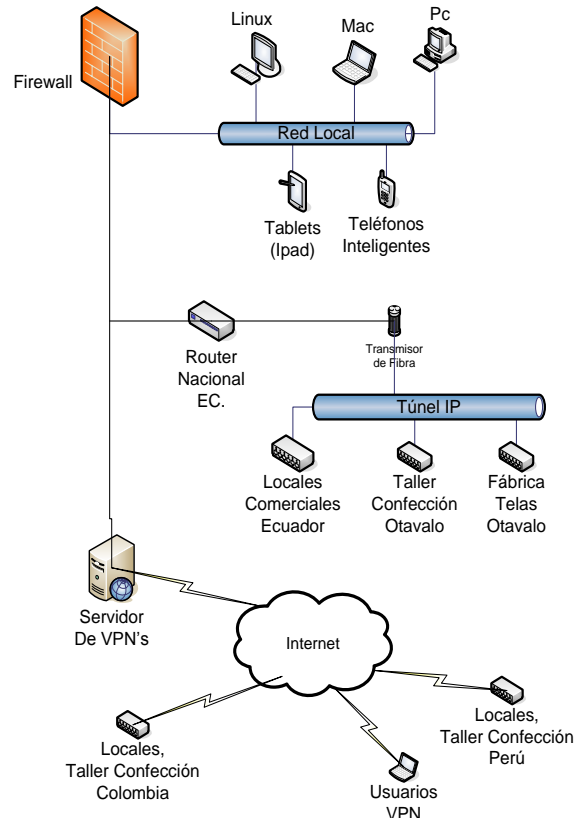 Linux
Mac
Pc
Firewall
Red Local
Tablets
(Ipad)
Teléfonos
Inteligentes
Router
Nacional
EC.
Transmisor
de Fibra
Túnel IP
Locales
Comerciales
Ecuador
Taller
Confección
Otavalo
Fábrica
Telas
Otavalo
Servidor
De VPN's
Internet
Locales,
Taller Confección
Colombia
Usuarios
VPN
Locales,
Taller Confección
Perú